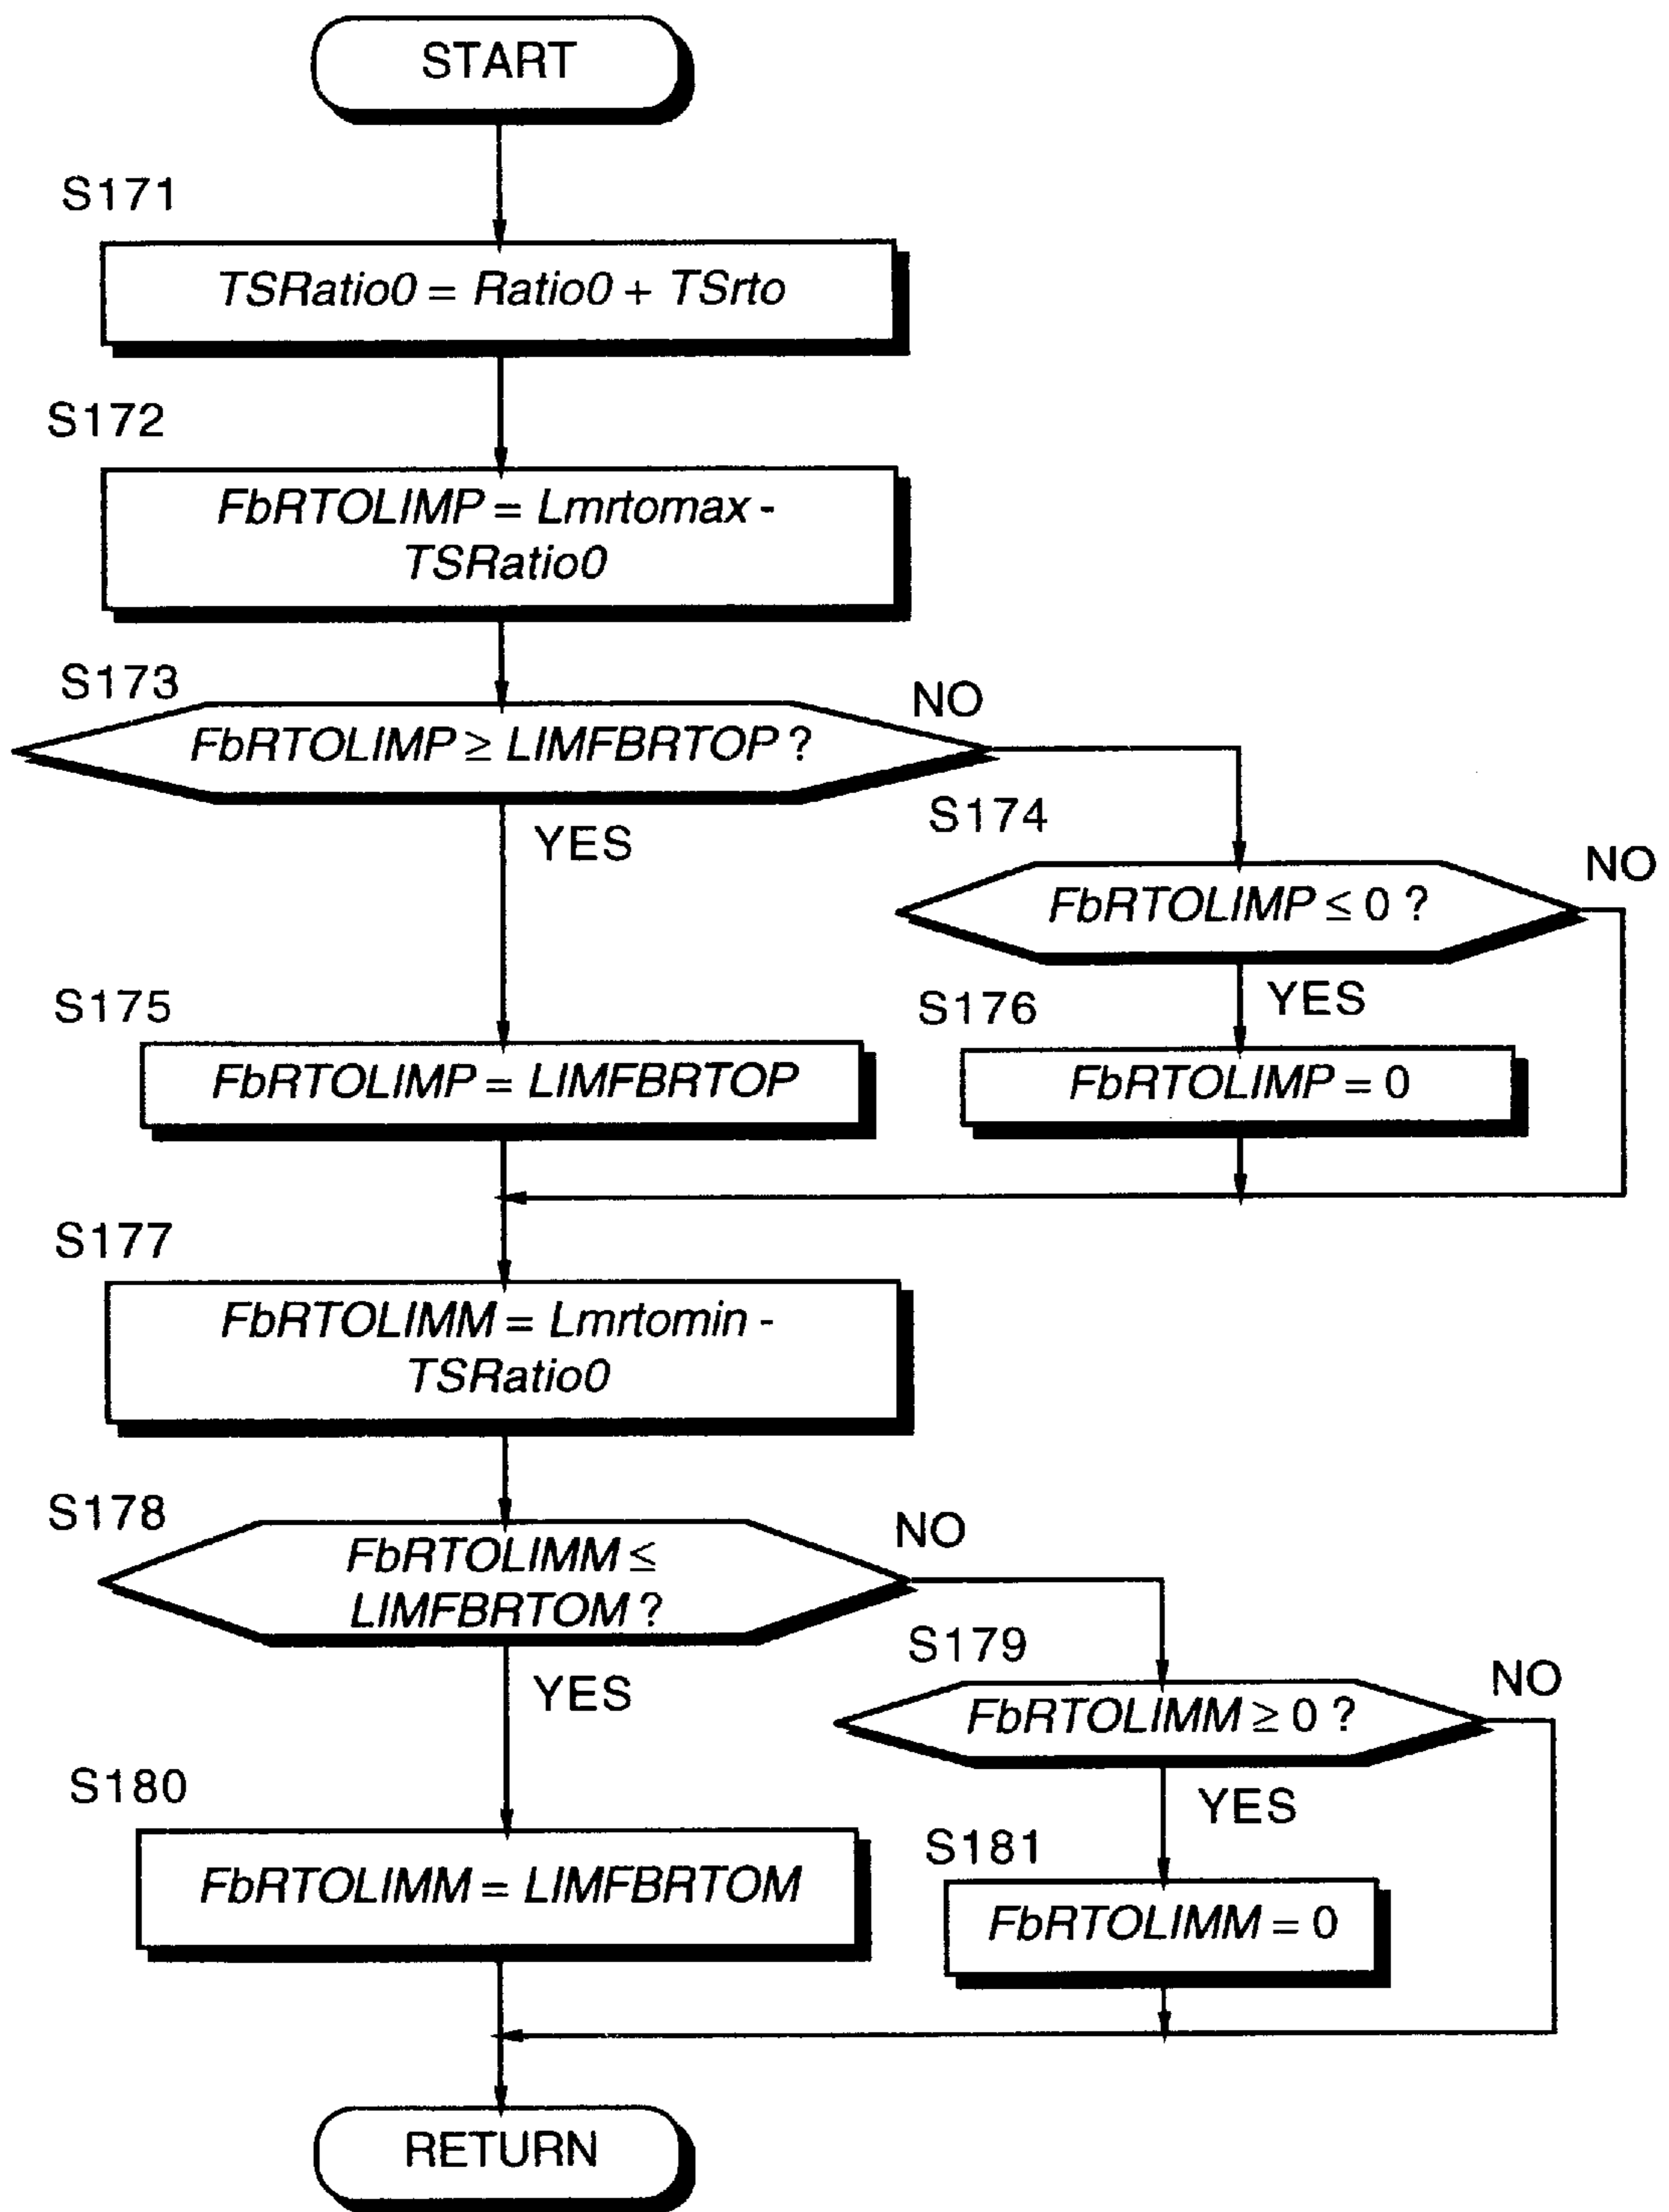 START
S171
TSRatio0 = Ratio0 + TSrto
S172
FbRTOLIMP = Lmrtomax -
TSRatio0
S173
NO
FbRTOLIMP ≥ LIMFBRTOP ?
YES
S174
NO
FbRTOLIMP ≤ 0 ?
YES
S175
S176
FbRTOLIMP = LIMFBRTOP
FbRTOLIMP = 0
S177
FbRTOLIMM = Lmrtomin -
TSRatio0
S178
NO
FbRTOLIMM ≤
LIMFBRTOM ?
YES
S179
NO
FbRTOLIMM ≥ 0 ?
YES
S180
S181
FbRTOLIMM = LIMFBRTOM
FbRTOLIMM = 0
RETURN